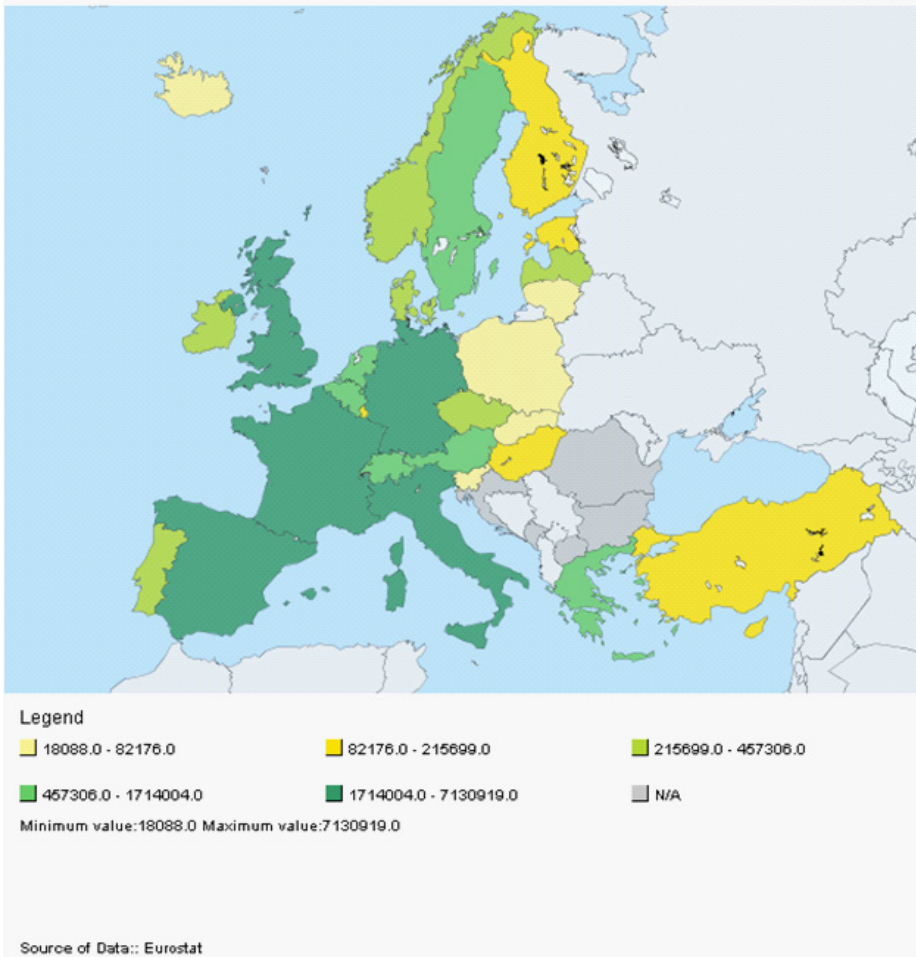 Legend
18088.0 - 82176.0 82176.0 - 215699.0 215699.0 - 457306.0
457306.0 - 1714004.0 1714004.0 - 7130919.0 N/A
Minimum value:18088.0 Maximum value:7130919.0
Source of Data:: Eurostat